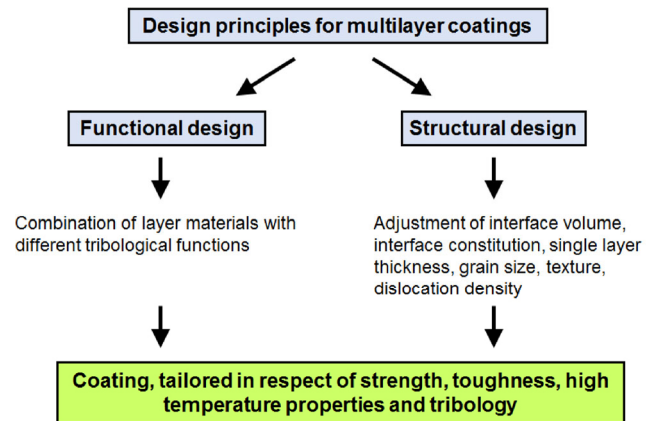 Design principles for multilayer coatings
Functional design
Structural design
Combination of layer materials with
different tribological functions
Adjustment of interface volume,
interface constitution, single layer
thickness, grain size, texture,
dislocation density
Coating, tailored in respect of strength, toughness, high
temperature properties and tribology